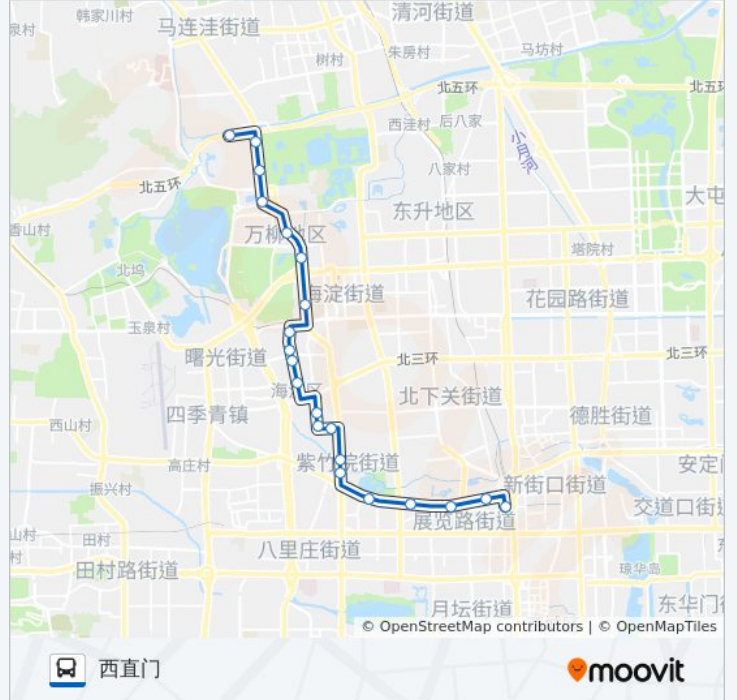 清河街道
韩家川村
马连洼街道
泉村
马坊村
朱房村
树村
北五环
北五环
西洼村
后八家
小月河
八家村
北五环
大屯
东升地区
香山村
万柳地区
塔院村
北坞
海淀街道
花园路街道
玉泉村
曙光街道
北三环
北三环
海淀区
北下关街道
四季青镇
德胜街道
西山村
高庄村
紫竹院街道
安定门
振兴村
新街口街道
交道口街道
展览路街道
山村
田村
村
八里庄街道
田村路街道
琼华岛
东华门街
月坛街道
© OpenStreetMap contributors | © OpenMapTiles
西直门
moovit